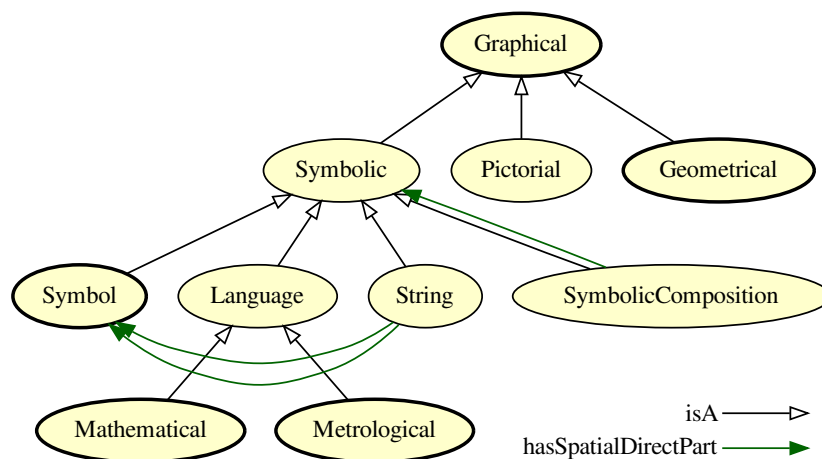 Graphical
Symbolic
Pictorial
Geometrical
Symbol
Language
String
SymbolicComposition
Mathematical
Metrological
isA
hasSpatialDirectPart